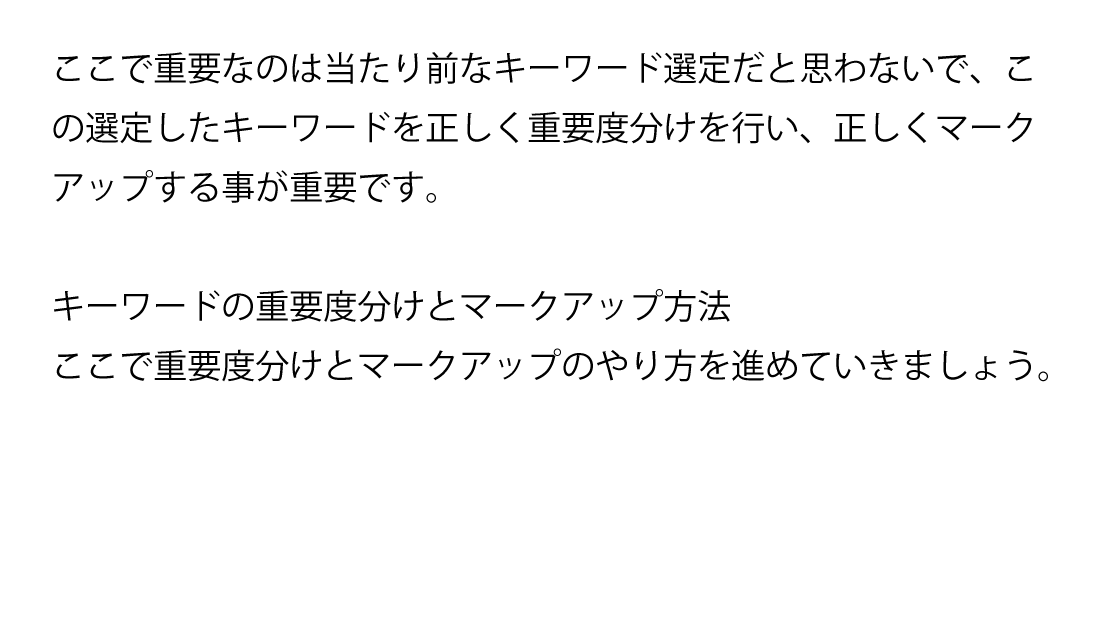 ここで重要なのは当たり前なキーワード選定だと思わないで、こ
の選定したキーワードを正しく重要度分けを行い、正しくマーク
アップする事が重要です。
キーワードの重要度分けとマークアップ方法
ここで重要度分けとマークアップのやり方を進めていきましょう。